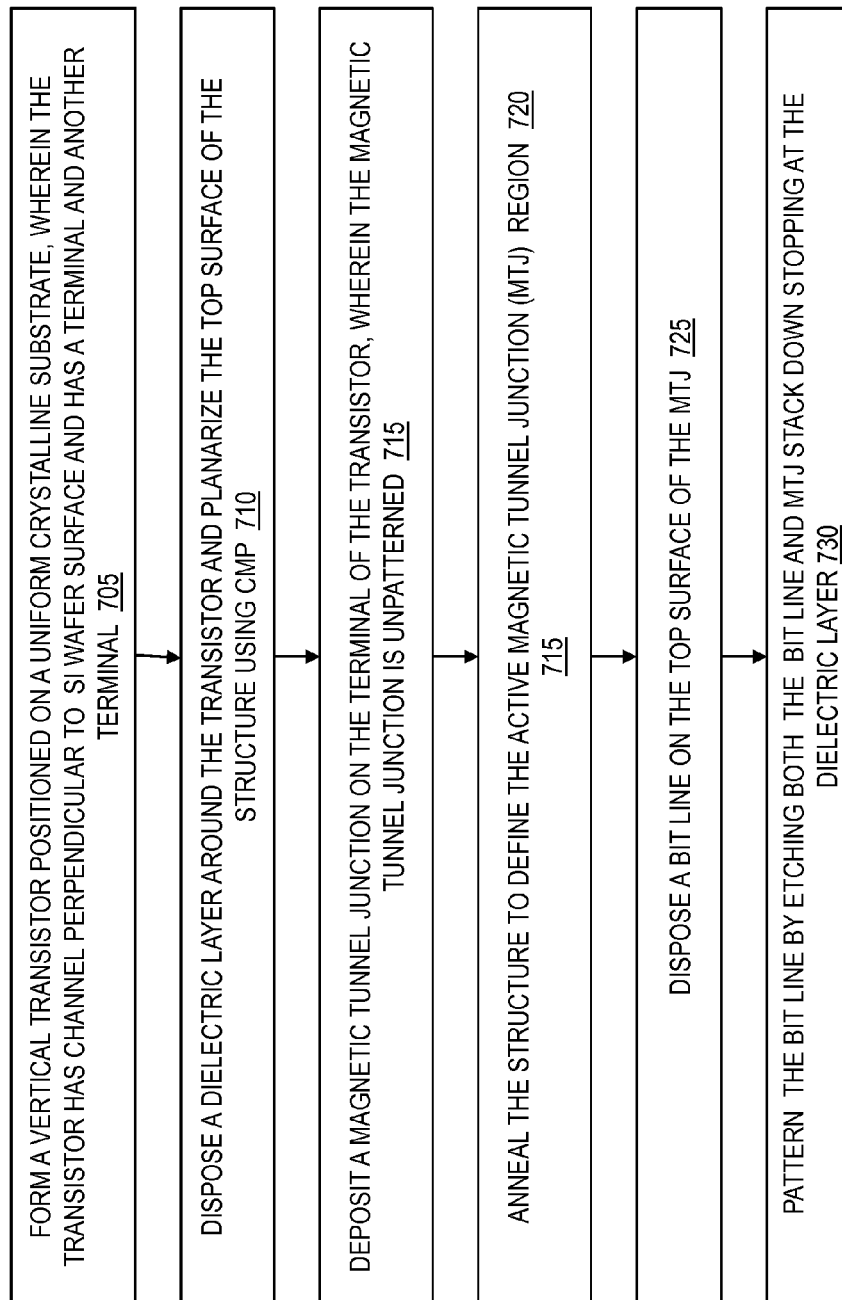 FORM A VERTICAL TRANSISTOR POSITIONED ON A UNIFORM CRYSTALLINE SUBSTRATE, WHEREIN THE
TRANSISTOR HAS CHANNEL PERPENDICULAR TO SI WAFER SURFACE AND HAS A TERMINAL AND ANOTHER
TERMINAL 705
DISPOSE A DIELECTRIC LAYER AROUND THE TRANSISTOR AND PLANARIZE THE TOP SURFACE OF THE
STRUCTURE USING CMP 710
DEPOSIT A MAGNETIC TUNNEL JUNCTION ON THE TERMINAL OF THE TRANSISTOR, WHEREIN THE MAGNETIC
TUNNEL JUNCTION IS UNPATTERNED 715
ANNEAL THE STRUCTURE TO DEFINE THE ACTIVE MAGNETIC TUNNEL JUNCTION (MTJ) REGION 720
715
DISPOSE A BIT LINE ON THE TOP SURFACE OF THE MTJ 725
PATTERN THE BIT LINE BY ETCHING BOTH THE BIT LINE AND MTJ STACK DOWN STOPPING AT THE
DIELECTRIC LAYER 730